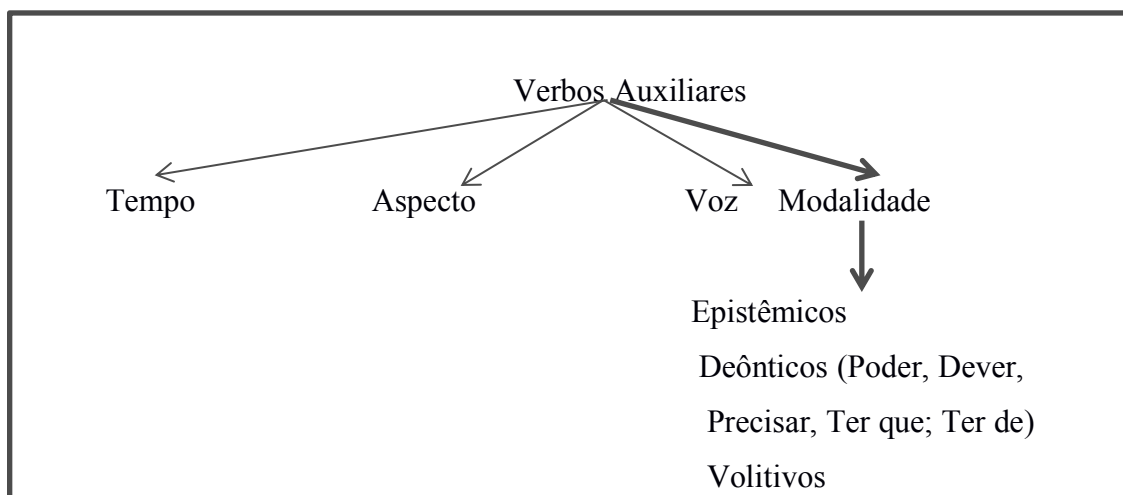 Verbos Auxiliares
Tempo Aspecto Voz Modalidade
Epistêmicos
Deônticos (Poder, Dever,
Precisar, Ter que; Ter de)
Volitivos